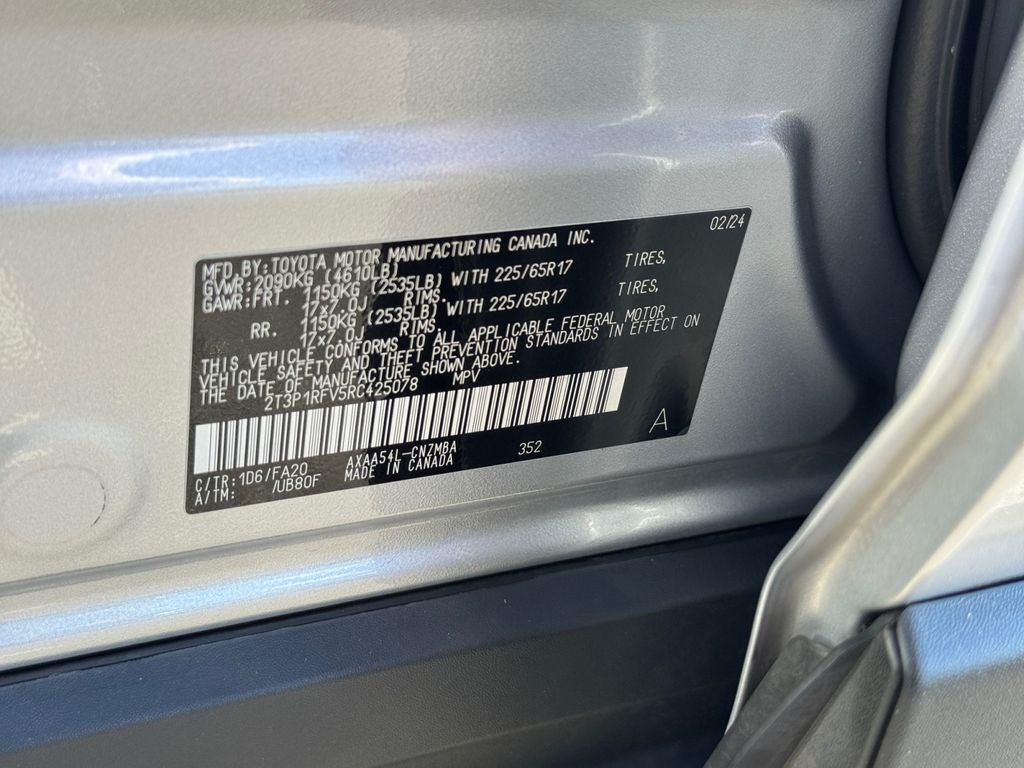 02/24
MFD. BY: TOYOTA MOTOR MANUFACTURING CANADA INC.
GVWR: 2090KG (4610LB)
GAWR: FRT. 1150KG (2535LB) WITH 225/65R17 TIRES,
17x7.0J RIMS.
RR. 1150KG (2535LB) WITH 225/65R17 TIRES,
17x7.0J RIMS
THIS VEHICLE CONFORMS TO ALL APPLICABLE FEDERAL MOTOR
VEHICLE SAFETY AND THEFT PREVENTION STANDARDS IN EFFECT ON
THE DATE OF MANUFACTURE SHOWN ABOVE.
2T3P1RFV5RC425078 MPV
C/TR: 1D6/FA20 AXAA54L-CNZMBA 352 A
A/TM: /UB80F MADE IN CANADA